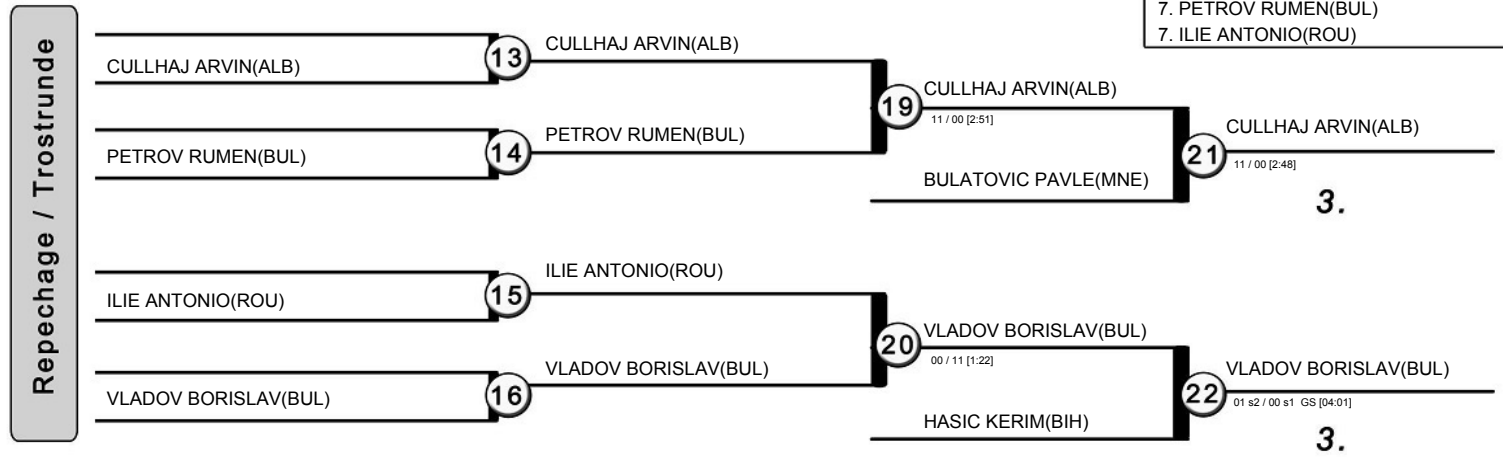 7. PETROV RUMEN(BUL)
7. ILIE ANTONIO(ROU)
Repechage / Trostrunde
CULLHAJ ARVIN(ALB)
13
CULLHAJ ARVIN(ALB)
PETROV RUMEN(BUL)
14
PETROV RUMEN(BUL)
19
CULLHAJ ARVIN(ALB)
11 / 00 [2:51]
BULATOVIC PAVLE(MNE)
21
CULLHAJ ARVIN(ALB)
11 / 00 [2:48]
3.
ILIE ANTONIO(ROU)
15
ILIE ANTONIO(ROU)
VLADOV BORISLAV(BUL)
16
VLADOV BORISLAV(BUL)
20
VLADOV BORISLAV(BUL)
00 / 11 [1:22]
HASIC KERIM(BIH)
22
VLADOV BORISLAV(BUL)
01 s2 / 00 s1 GS [04:01]
3.